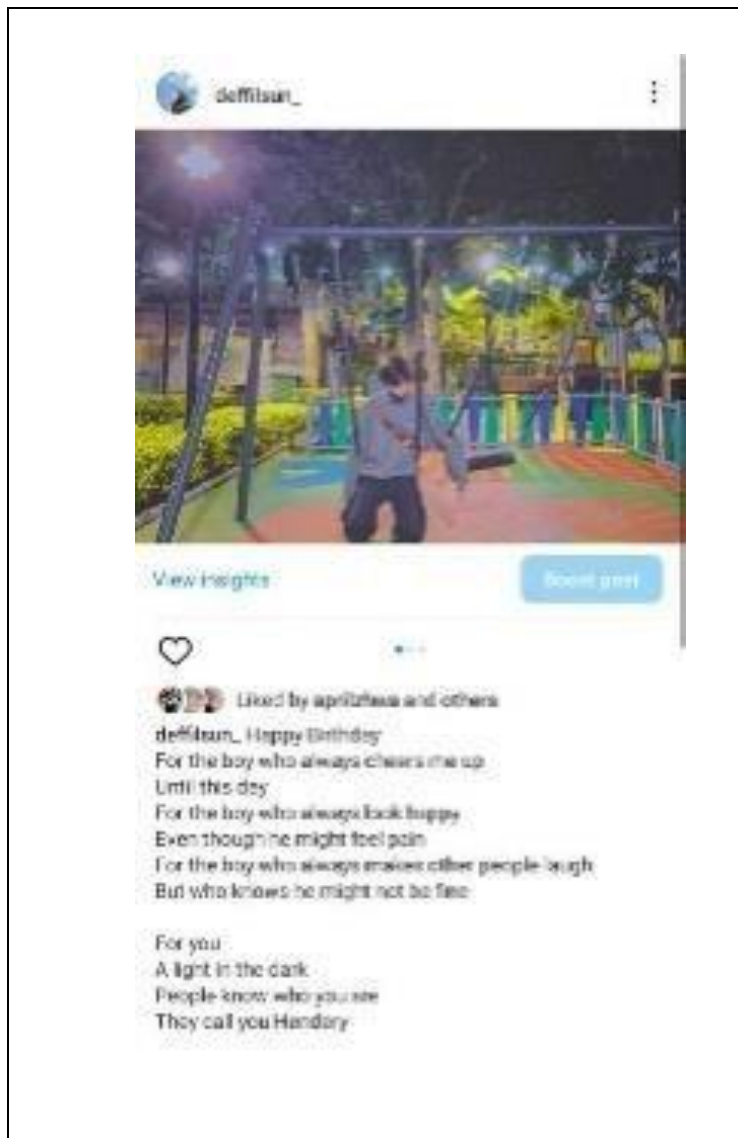 deffilsun_
View insights
Boost post
Liked by aprilzhwa and others
deffilsun_ Happy Birthday
For the boy who always cheers me up
Until this day
For the boy who always look happy
Even though he might feel pain
For the boy who always makes other people laugh
But who knows he might not be fine
For you
A light in the dark
People know who you are
They call you Hendery